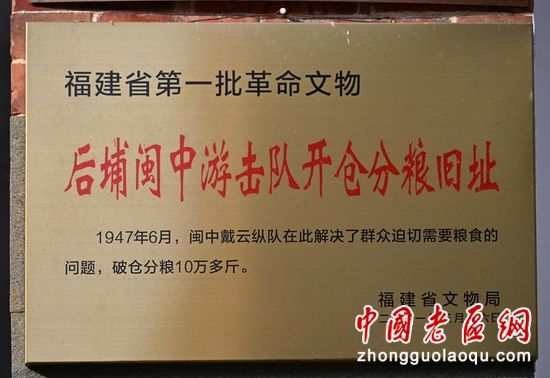 福建省第一批革命文物
后埔闽中游击队开仓分粮旧址
1947年6月，闽中戴云纵队在此解决了群众迫切需要粮食的
问题，破仓分粮10万多斤。
福建省文物局
中國老區網
zhongguolaoqu.com